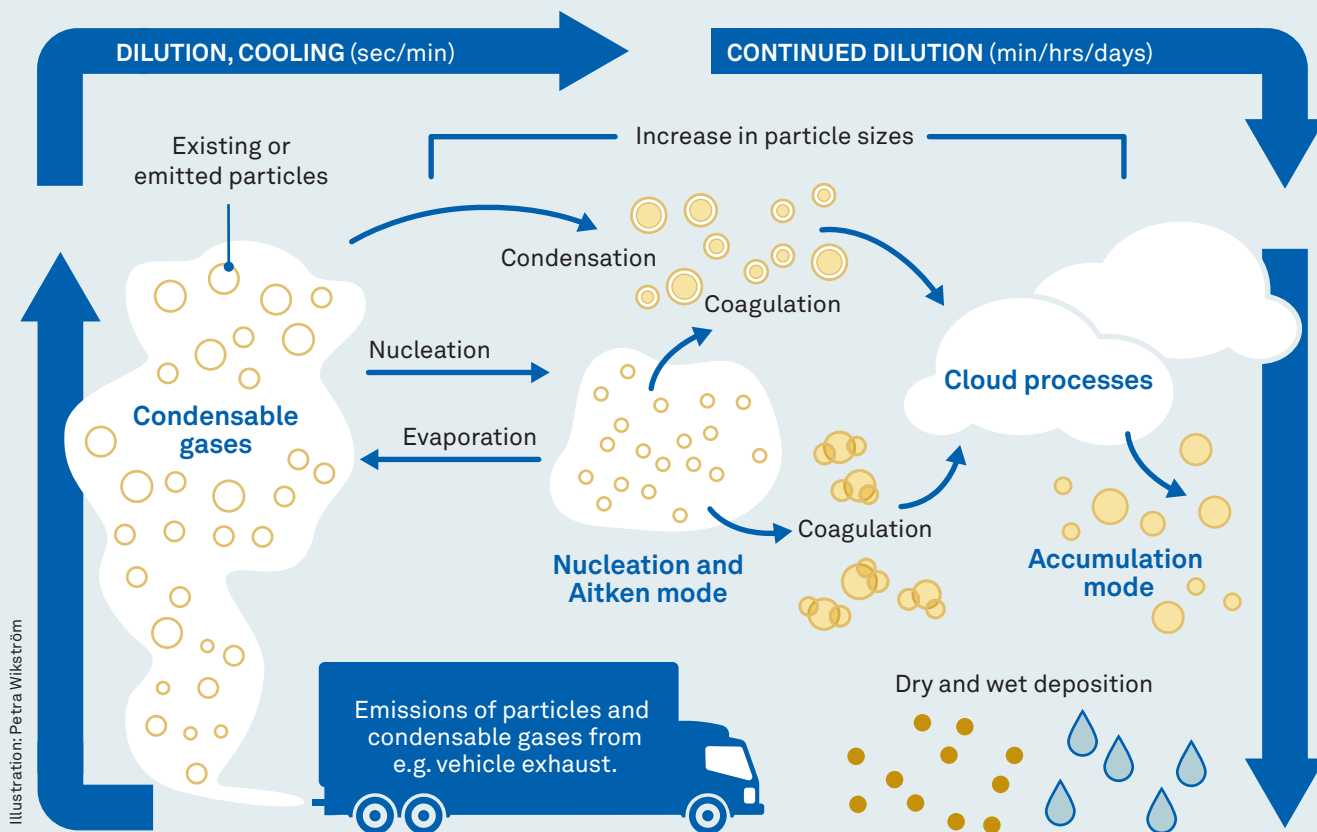 DILUTION, COOLING (sec/min)
CONTINUED DILUTION (min/hrs/days)
Increase in particle sizes
Existing or
emitted particles
Condensation
Coagulation
Nucleation
Cloud processes
Condensable
gases
Evaporation
Coagulation
Nucleation and
Aitken mode
Accumulation
mode
Dry and wet deposition
Emissions of particles and
condensable gases from
e.g. vehicle exhaust.
Illustration: Petra Wikström